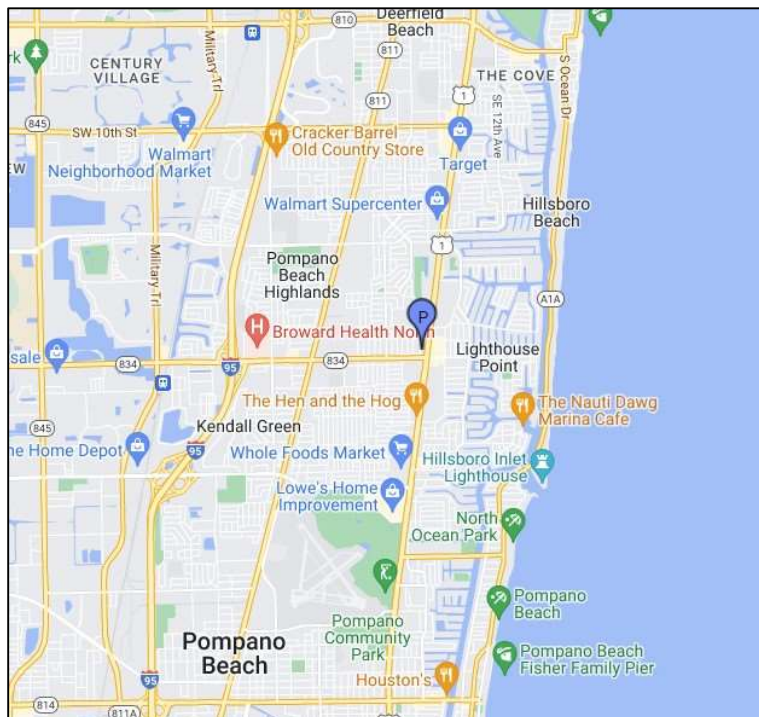 810
Deerfield
Beach
811
CENTURY
VILLAGE
Military-Trl
THE COVE
S Ocean Dr
1
811
SE 12th Ave
845
SW 10th St
Cracker Barrel
Old Country Store
Walmart
Neighborhood Market
Target
Walmart Supercenter
Hillsboro
Beach
1
Military-Trl
Pompano
Beach
Highlands
A1A
P
Broward Health North
H
834
95
834
Lighthouse
Point
The Hen and the Hog
The Nauti Dawg
Marina Cafe
845
Kendall Green
95
Whole Foods Market
ne Home Depot
Hillsboro Inlet
Lighthouse
Lowe's Home
Improvement
North
Ocean Park
Pompano
Beach
Pompano
Community
Park
Pompano
Beach
Pompano Beach
Fisher Family Pier
95
Houston's
814
811A